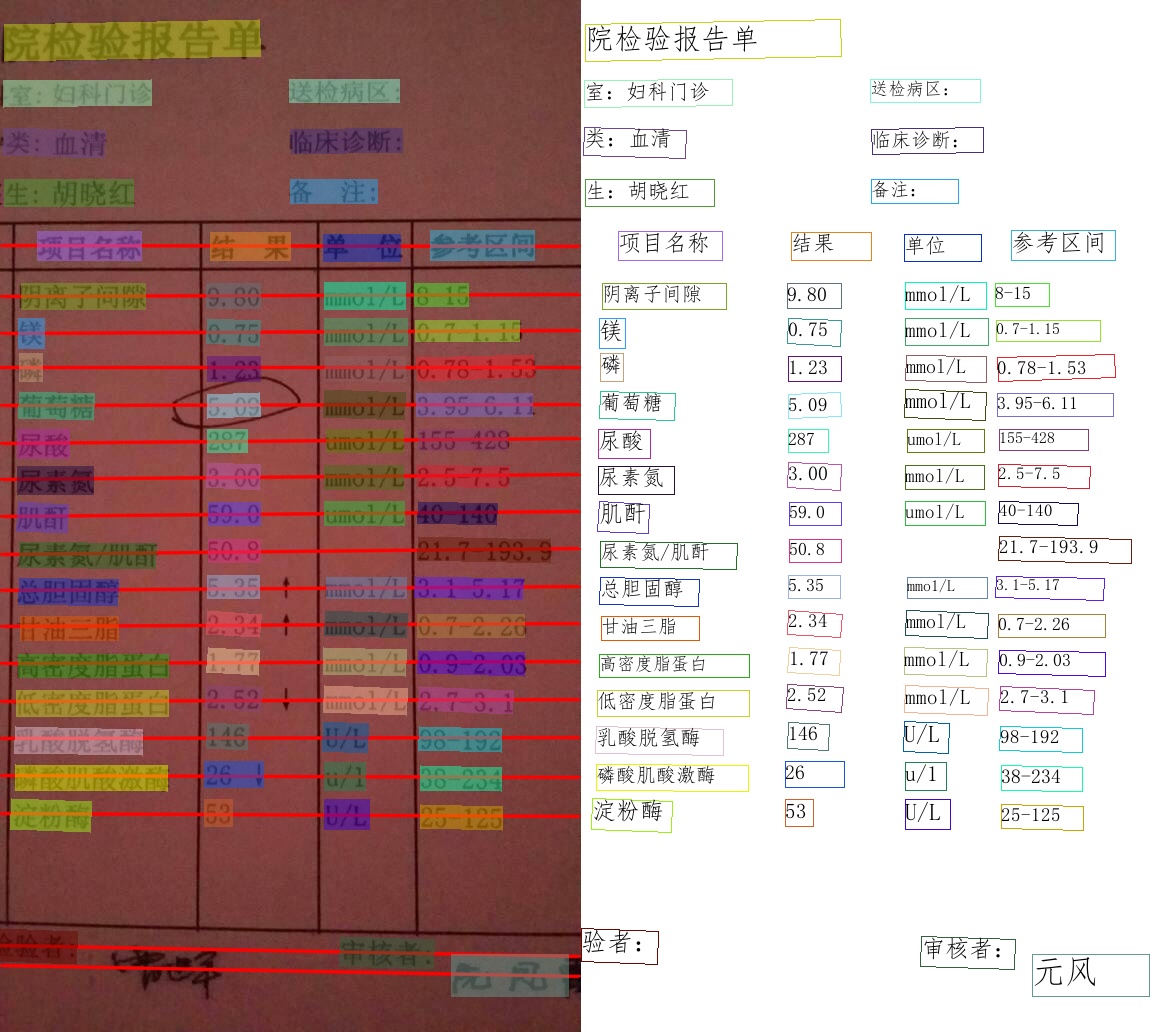 院检验报告单
室: 妇科门诊 送检病区:
类: 血清 临床诊断:
生: 胡晓红 备 注:
项目名称 结 果 单 位 参考区间
阴离子间隙 9.80 mmol/L 8-15
镁 0.75 mmol/L 0.7-1.15
磷 1.23 mmol/L 0.78-1.53
葡萄糖 5.09 mmol/L 3.95-6.11
尿酸 287 umol/L 155-428
尿素氮 3.00 mmol/L 2.5-7.5
肌酐 59.0 umol/L 40-140
尿素氮/肌酐 50.8 21.7-193.9
总胆固醇 5.35 ↑ mmol/L 3.1-5.17
甘油三脂 2.34 ↑ mmol/L 0.7-2.26
高密度脂蛋白 1.77 mmol/L 0.9-2.03
低密度脂蛋白 2.52 ↓ mmol/L 2.7-3.1
乳酸脱氢酶 146 U/L 98-192
磷酸肌酸激酶 26 ↓ u/l 38-234
淀粉酶 53 U/L 25-125
检验者: 审核者:
院检验报告单
室: 妇科门诊 送检病区:
类: 血清 临床诊断:
生: 胡晓红 备注:
项目名称 结果 单位 参考区间
阴离子间隙 9.80 mmol/L 8-15
镁 0.75 mmol/L 0.7-1.15
磷 1.23 mmol/L 0.78-1.53
葡萄糖 5.09 mmol/L 3.95-6.11
尿酸 287 umol/L 155-428
尿素氮 3.00 mmol/L 2.5-7.5
肌酐 59.0 umol/L 40-140
尿素氮/肌酐 50.8 21.7-193.9
总胆固醇 5.35 mmol/L 3.1-5.17
甘油三脂 2.34 mmol/L 0.7-2.26
高密度脂蛋白 1.77 mmol/L 0.9-2.03
低密度脂蛋白 2.52 mmol/L 2.7-3.1
乳酸脱氢酶 146 U/L 98-192
磷酸肌酸激酶 26 u/l 38-234
淀粉酶 53 U/L 25-125
验者: 审核者:
元风